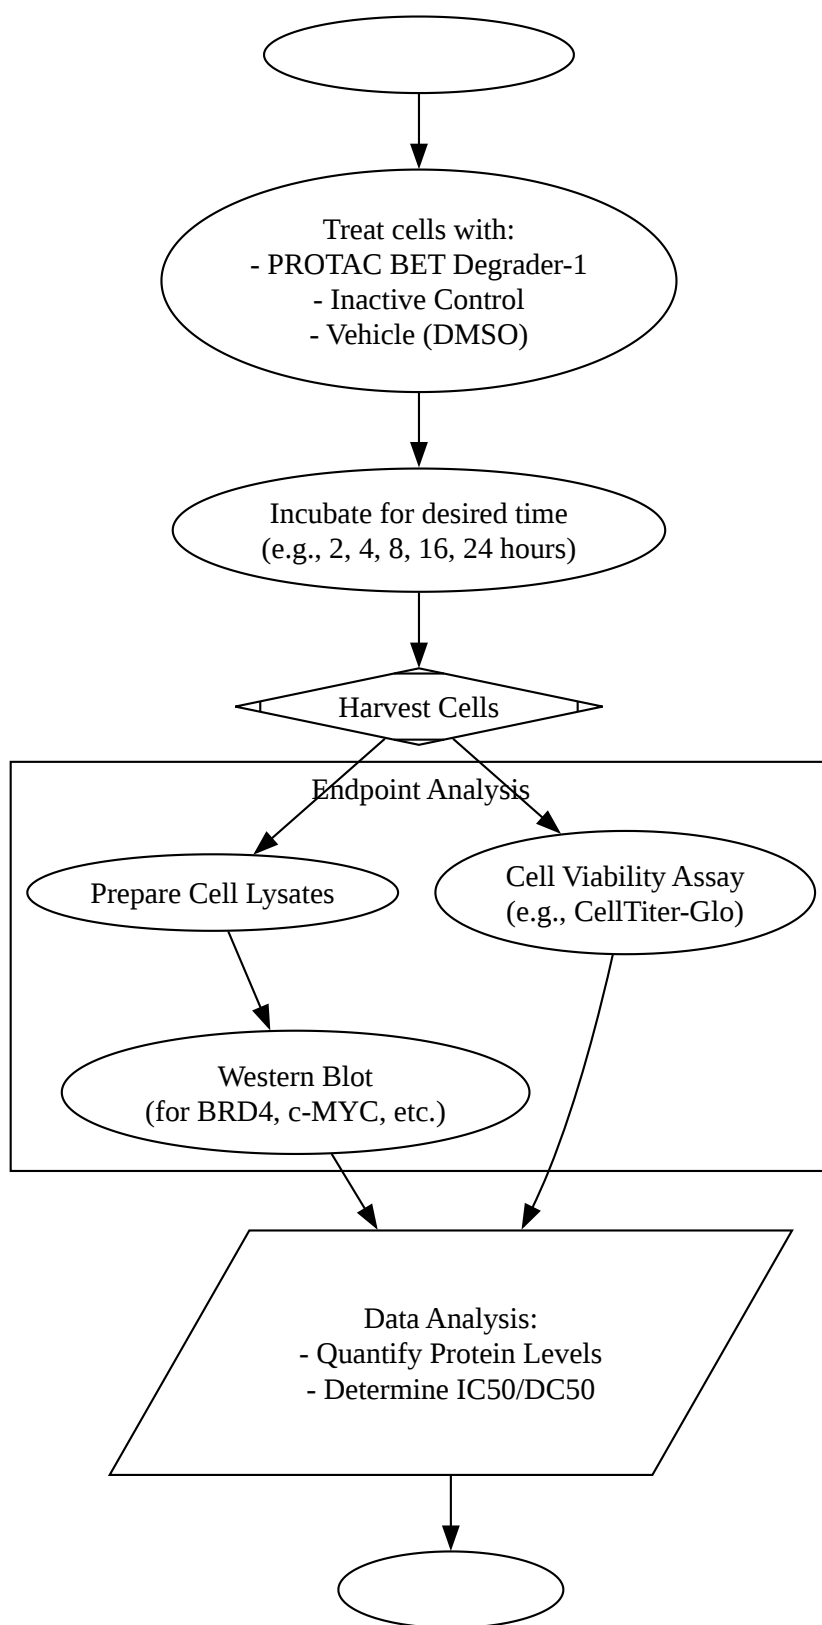 Treat cells with:
- PROTAC BET Degrader-1
- Inactive Control
- Vehicle (DMSO)
Incubate for desired time
(e.g., 2, 4, 8, 16, 24 hours)
Harvest Cells
Endpoint Analysis
Prepare Cell Lysates
Cell Viability Assay
(e.g., CellTiter-Glo)
Western Blot
(for BRD4, c-MYC, etc.)
Data Analysis:
- Quantify Protein Levels
- Determine IC50/DC50